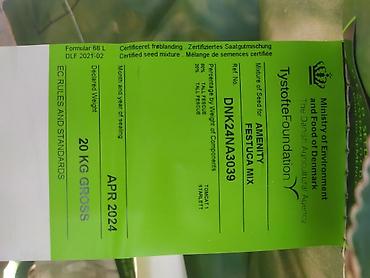 Formular 68 L
DLF 2021-02
Certificeret frøblanding . Zertifiziertes Saatgutmischung
Certified seed mixture . Mélange de semences certifiée
Ministry of Environment
and Food of Denmark
The Danish Agricultural Agency
TystofteFoundation
Mixture of Seed for
AMENITY
FESTUCA MIX
Ref. No.
DNK24NA3039
Percentage by Weight of Components
TALL FESCUE TOMCAT 1
TALL FESCUE STARLETT
Month and year of sealing
APR 2024
Declared Weight
20 KG GROSS
EC RULES AND STANDARDS